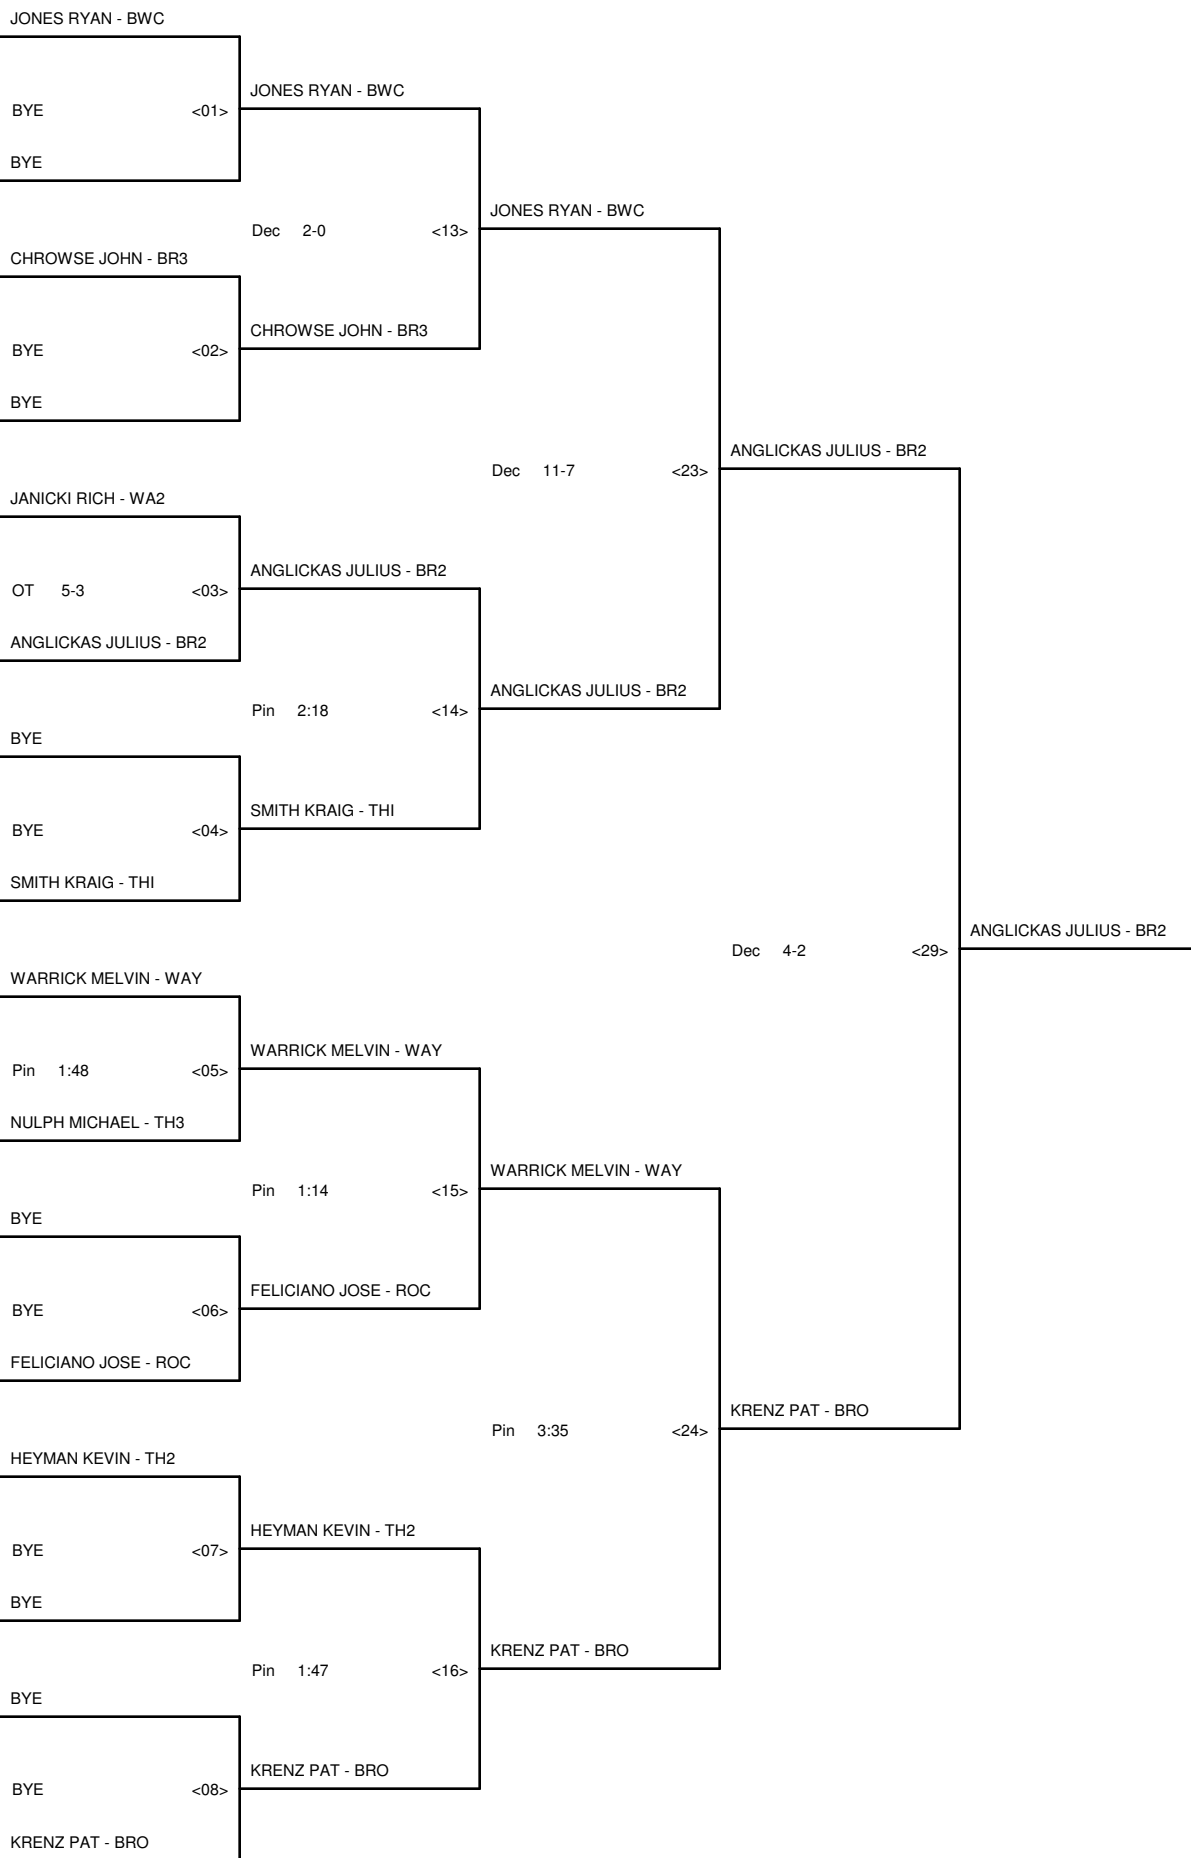 JONES RYAN - BWC
JONES RYAN - BWC
BYE <01>
BYE
JONES RYAN - BWC
Dec 2-0 <13>
CHROWSE JOHN - BR3
CHROWSE JOHN - BR3
BYE <02>
BYE
ANGLICKAS JULIUS - BR2
Dec 11-7 <23>
JANICKI RICH - WA2
ANGLICKAS JULIUS - BR2
OT 5-3 <03>
ANGLICKAS JULIUS - BR2
ANGLICKAS JULIUS - BR2
Pin 2:18 <14>
BYE
SMITH KRAIG - THI
BYE <04>
SMITH KRAIG - THI
ANGLICKAS JULIUS - BR2
Dec 4-2 <29>
WARRICK MELVIN - WAY
WARRICK MELVIN - WAY
Pin 1:48 <05>
NULPH MICHAEL - TH3
WARRICK MELVIN - WAY
Pin 1:14 <15>
BYE
FELICIANO JOSE - ROC
BYE <06>
FELICIANO JOSE - ROC
KRENZ PAT - BRO
Pin 3:35 <24>
HEYMAN KEVIN - TH2
HEYMAN KEVIN - TH2
BYE <07>
BYE
KRENZ PAT - BRO
Pin 1:47 <16>
BYE
KRENZ PAT - BRO
BYE <08>
KRENZ PAT - BRO